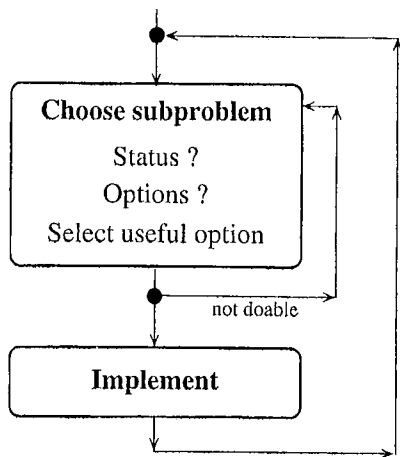 Choose subproblem
Status ?
Options ?
Select useful option
not doable
Implement